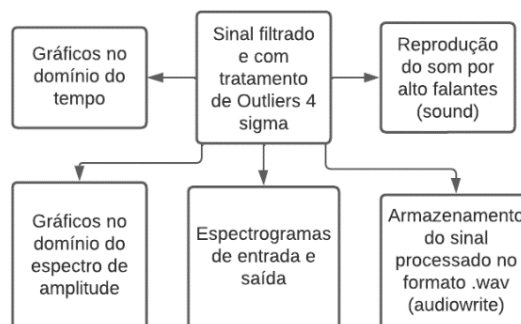 Gráficos no
domínio do
tempo
Sinal filtrado
e com
tratamento
de Outliers 4
sigma
Reprodução
do som por
alto falantes
(sound)
Gráficos no
domínio do
espectro de
amplitude
Espectrogramas
de entrada e
saída
Armazenamento
do sinal
processado no
formato .wav
(audiowrite)